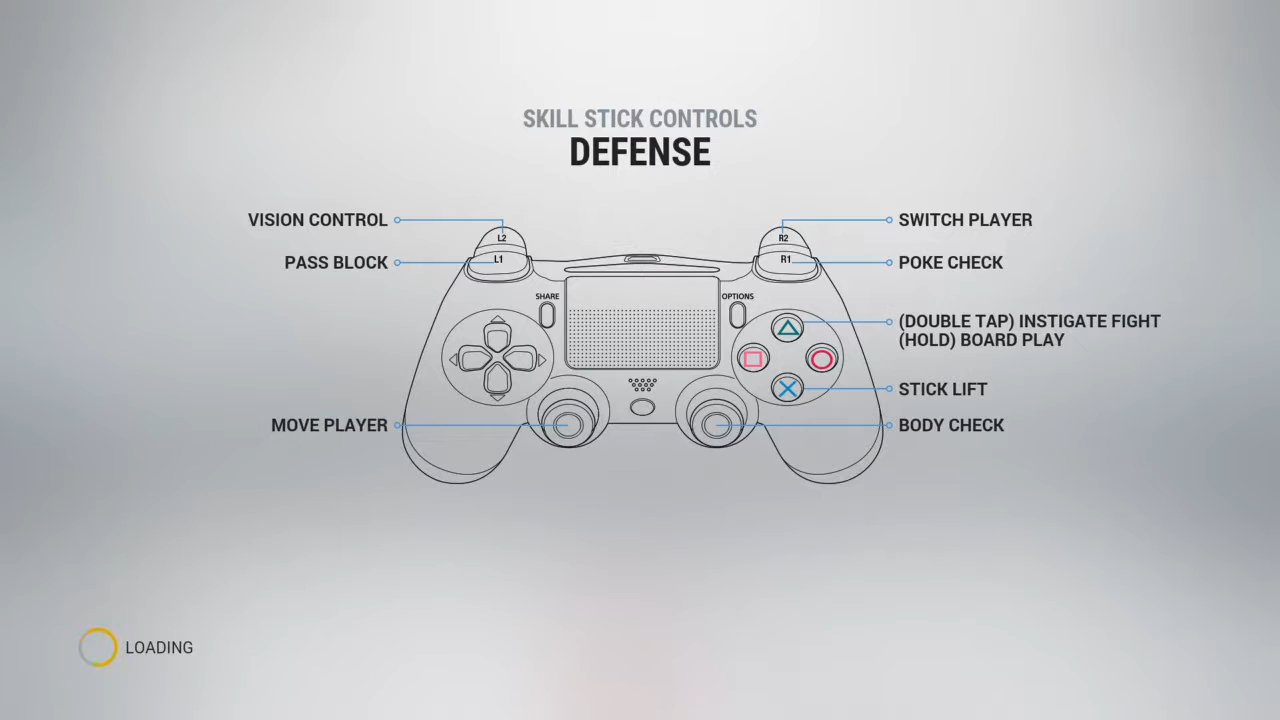 SKILL STICK CONTROLS
DEFENSE
VISION CONTROL
L2
R2
SWITCH PLAYER
PASS BLOCK
L1
R1
POKE CHECK
SHARE
OPTIONS
(DOUBLE TAP) INSTIGATE FIGHT
(HOLD) BOARD PLAY
STICK LIFT
MOVE PLAYER
BODY CHECK
LOADING